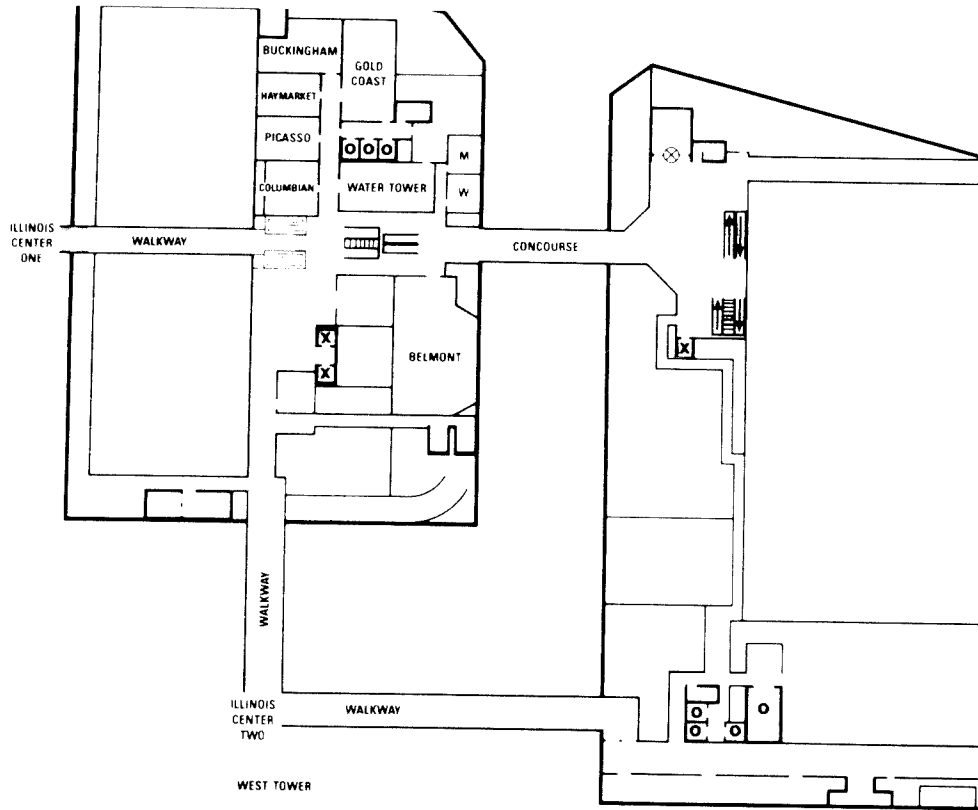 BUCKINGHAM
GOLD
COAST
HAYMARKET
PICASSO
M
COLUMBIAN
WATER TOWER
W
ILLINOIS
CENTER
ONE
WALKWAY
CONCOURSE
BELMONT
WALKWAY
ILLINOIS
CENTER
TWO
WALKWAY
WEST TOWER